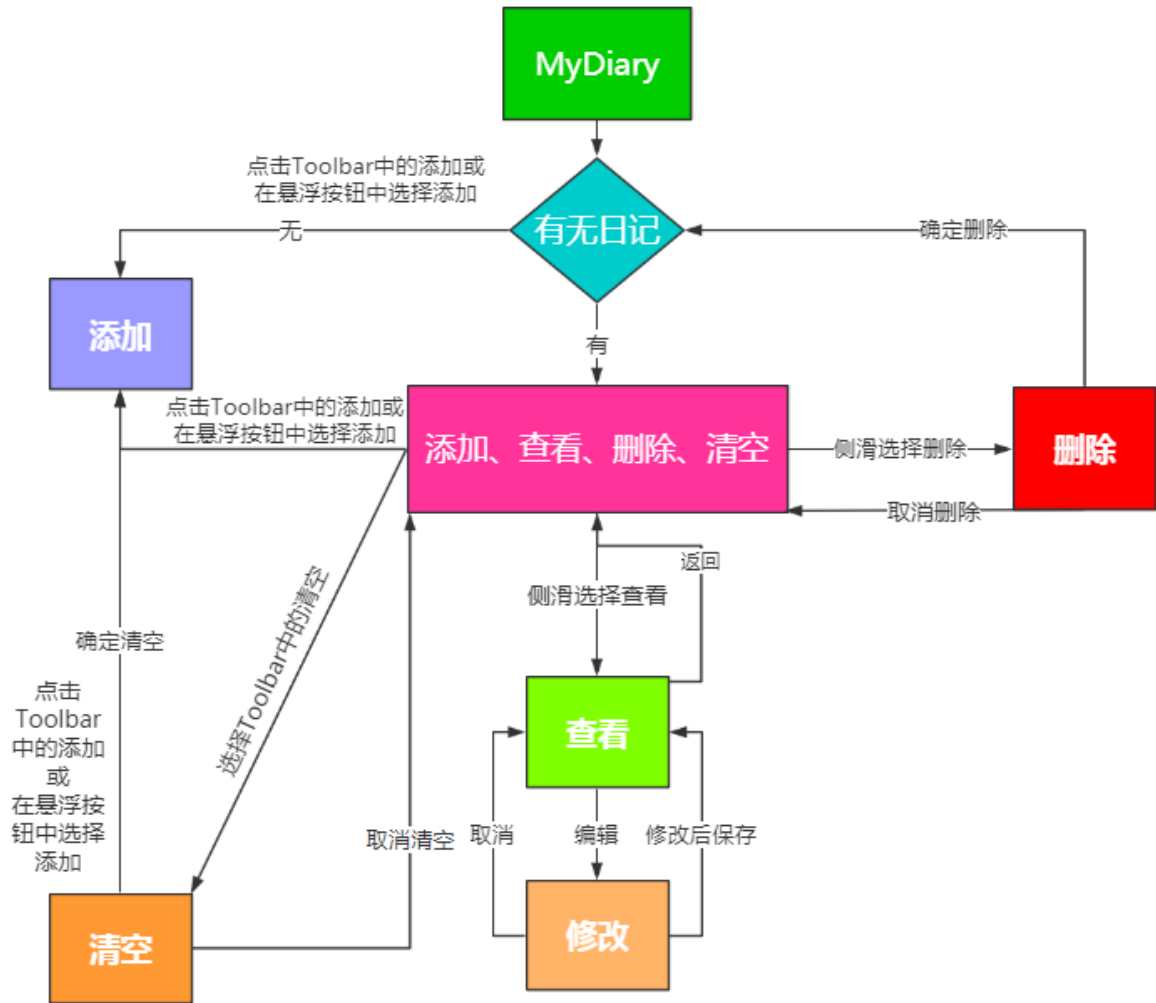 MyDiary
点击Toolbar中的添加或
在悬浮按钮中选择添加
无
有无日记
确定删除
添加
有
点击Toolbar中的添加或
在悬浮按钮中选择添加
添加、查看、删除、清空
侧滑选择删除
删除
取消删除
返回
侧滑选择查看
选择Toolbar中的清空
确定清空
点击
Toolbar
中的添加
或
在悬浮按
钮中选择
添加
查看
取消清空
取消
编辑
修改后保存
清空
修改